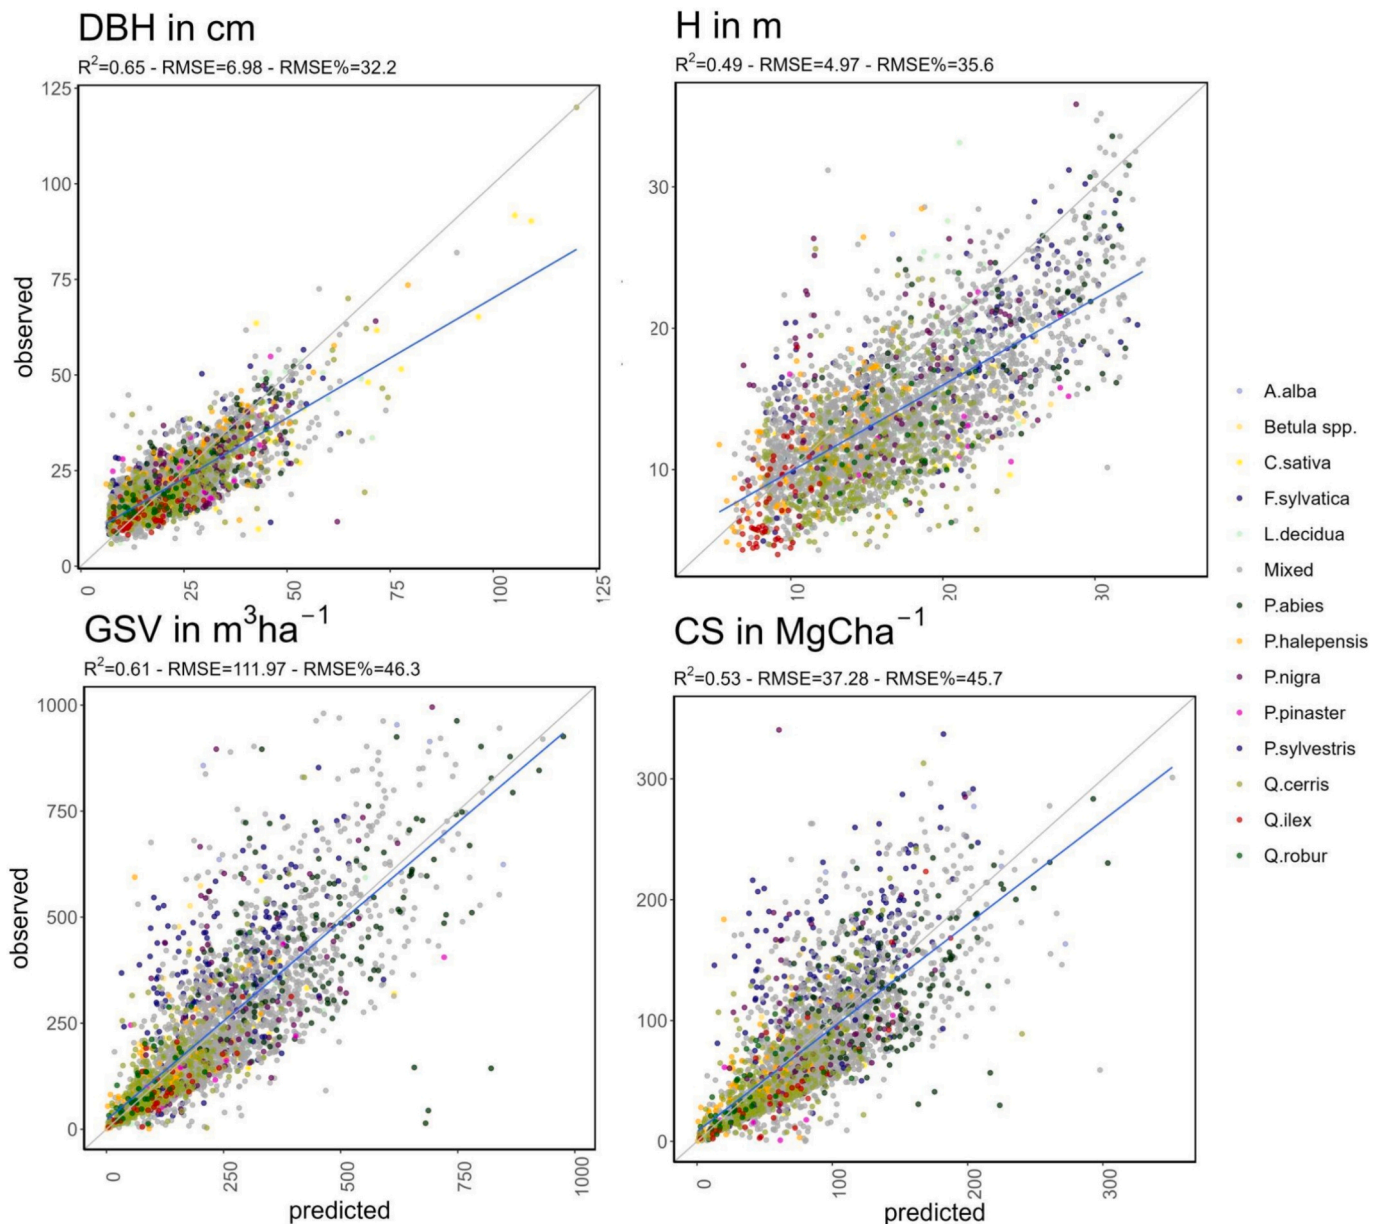 DBH in cm
R²=0.65 - RMSE=6.98 - RMSE%=32.2
125
100
75
50
25
0
observed
0
25
50
75
100
125
H in m
R²=0.49 - RMSE=4.97 - RMSE%=35.6
30
20
10
10
20
30
GSV in m³ha⁻¹
R²=0.61 - RMSE=111.97 - RMSE%=46.3
1000
750
500
250
0
observed
0
250
500
750
1000
predicted
CS in MgCha⁻¹
R²=0.53 - RMSE=37.28 - RMSE%=45.7
300
200
100
0
0
100
200
300
predicted
A.alba
Betula spp.
C.sativa
F.sylvatica
L.decidua
Mixed
P.abies
P.halepensis
P.nigra
P.pinaster
P.sylvestris
Q.cerris
Q.ilex
Q.robur